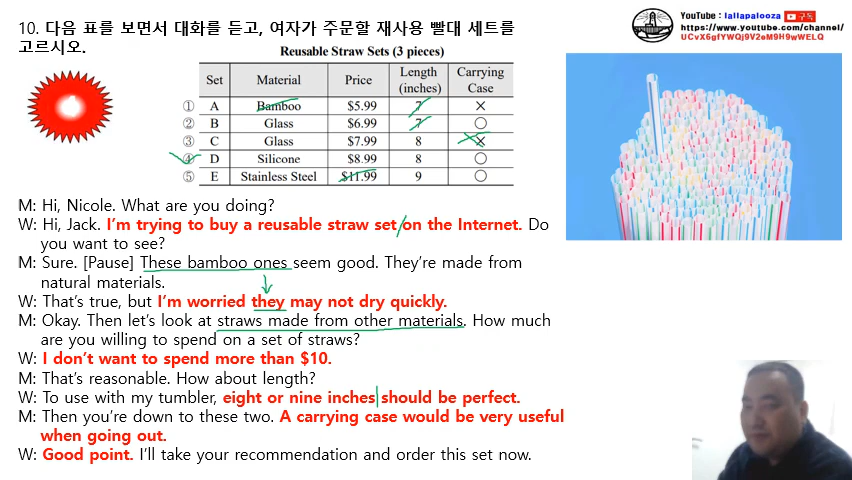 10. 다음 표를 보면서 대화를 듣고, 여자가 주문할 재사용 빨대 세트를
고르시오.
YouTube : lallapalooza 구독
https://www.youtube.com/channel/
UCvX6gfYWQj9V2eM9H9wWELQ
Reusable Straw Sets (3 pieces)
Set Material Price Length (inches) Carrying Case
① A Bamboo $5.99 7 ×
② B Glass $6.99 7 ○
③ C Glass $7.99 8 ×
④ D Silicone $8.99 8 ○
⑤ E Stainless Steel $11.99 9 ○
M: Hi, Nicole. What are you doing?
W: Hi, Jack. I'm trying to buy a reusable straw set on the Internet. Do
you want to see?
M: Sure. [Pause] These bamboo ones seem good. They're made from
natural materials.
W: That's true, but I'm worried they may not dry quickly.
M: Okay. Then let's look at straws made from other materials. How much
are you willing to spend on a set of straws?
W: I don't want to spend more than $10.
M: That's reasonable. How about length?
W: To use with my tumbler, eight or nine inches should be perfect.
M: Then you're down to these two. A carrying case would be very useful
when going out.
W: Good point. I'll take your recommendation and order this set now.